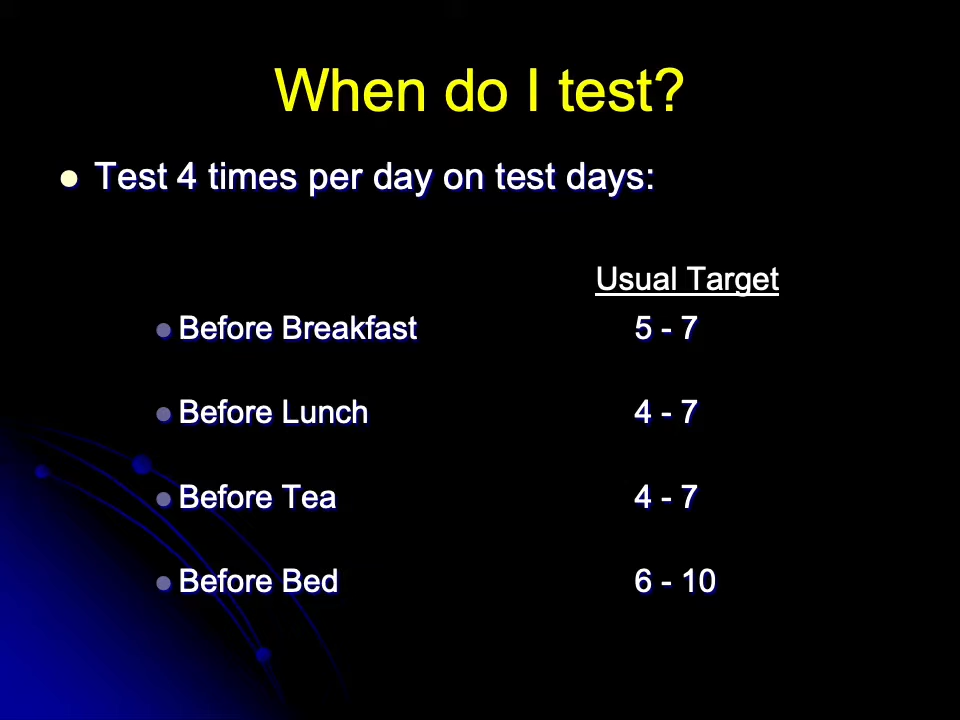 When do I test?
Test 4 times per day on test days:
Usual Target
Before Breakfast 5 - 7
Before Lunch 4 - 7
Before Tea 4 - 7
Before Bed 6 - 10